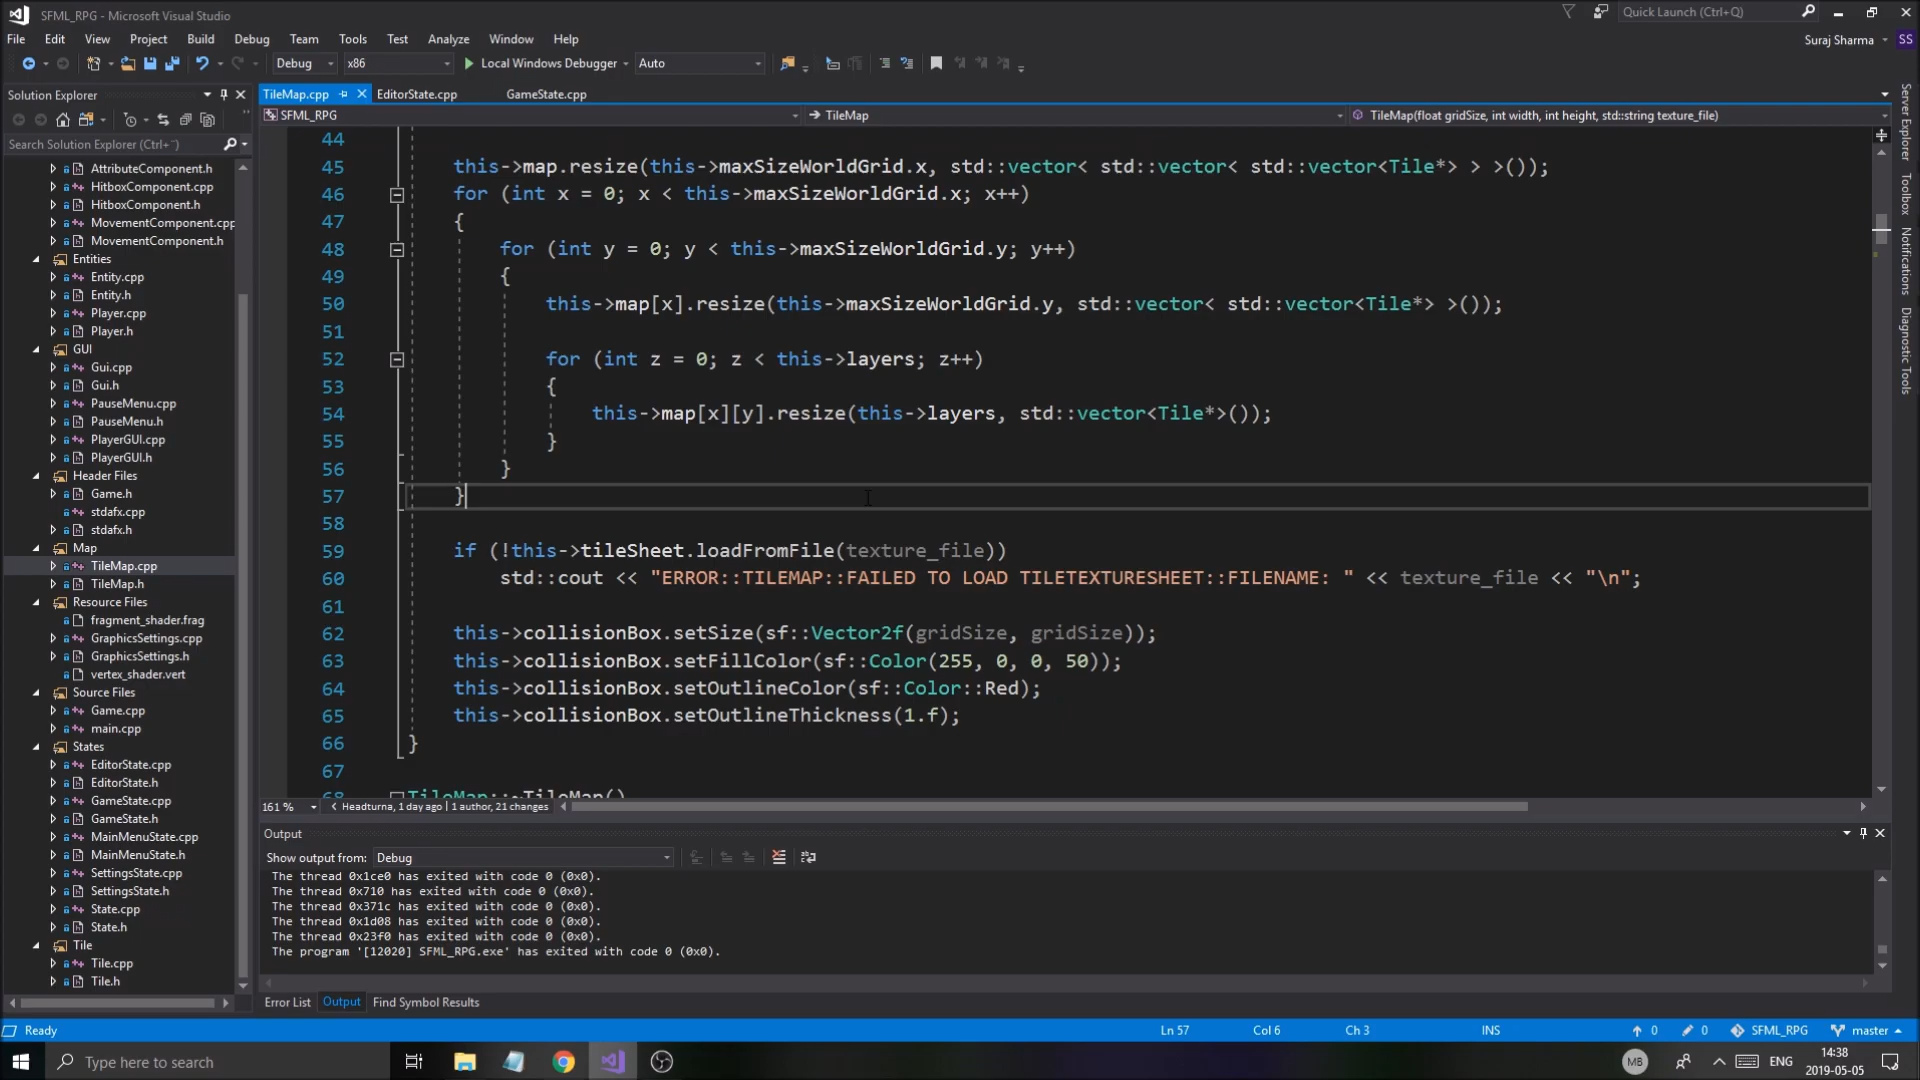 SFML_RPG - Microsoft Visual Studio
Quick Launch (Ctrl+Q)
File Edit View Project Build Debug Team Tools Test Analyze Window Help
Suraj Sharma SS
Debug x86 Local Windows Debugger Auto
Solution Explorer
TileMap.cpp EditorState.cpp GameState.cpp
SFML_RPG TileMap TileMap(float gridSize, int width, int height, std::string texture_file)
Search Solution Explorer (Ctrl+¨)
AttributeComponent.h
HitboxComponent.cpp
HitboxComponent.h
MovementComponent.cpp
MovementComponent.h
Entities
Entity.cpp
Entity.h
Player.cpp
Player.h
GUI
Gui.cpp
Gui.h
PauseMenu.cpp
PauseMenu.h
PlayerGUI.cpp
PlayerGUI.h
Header Files
Game.h
stdafx.cpp
stdafx.h
Map
TileMap.cpp
TileMap.h
Resource Files
fragment_shader.frag
GraphicsSettings.cpp
GraphicsSettings.h
vertex_shader.vert
Source Files
Game.cpp
main.cpp
States
EditorState.cpp
EditorState.h
GameState.cpp
GameState.h
MainMenuState.cpp
MainMenuState.h
SettingsState.cpp
SettingsState.h
State.cpp
State.h
Tile
Tile.cpp
Tile.h
44
45 this->map.resize(this->maxSizeWorldGrid.x, std::vector< std::vector< std::vector<Tile*> > >());
46 for (int x = 0; x < this->maxSizeWorldGrid.x; x++)
47 {
48 for (int y = 0; y < this->maxSizeWorldGrid.y; y++)
49 {
50 this->map[x].resize(this->maxSizeWorldGrid.y, std::vector< std::vector<Tile*> >());
51
52 for (int z = 0; z < this->layers; z++)
53 {
54 this->map[x][y].resize(this->layers, std::vector<Tile*>());
55 }
56 }
57 }
58
59 if (!this->tileSheet.loadFromFile(texture_file))
60 std::cout << "ERROR::TILEMAP::FAILED TO LOAD TILETEXTURESHEET::FILENAME: " << texture_file << "\n";
61
62 this->collisionBox.setSize(sf::Vector2f(gridSize, gridSize));
63 this->collisionBox.setFillColor(sf::Color(255, 0, 0, 50));
64 this->collisionBox.setOutlineColor(sf::Color::Red);
65 this->collisionBox.setOutlineThickness(1.f);
66 }
67
68 TileMap::~TileMap()
161 % Headturna, 1 day ago | 1 author, 21 changes
Output
Show output from: Debug
The thread 0x1ce0 has exited with code 0 (0x0).
The thread 0x710 has exited with code 0 (0x0).
The thread 0x371c has exited with code 0 (0x0).
The thread 0x1d08 has exited with code 0 (0x0).
The thread 0x23f0 has exited with code 0 (0x0).
The program '[12020] SFML_RPG.exe' has exited with code 0 (0x0).
Error List Output Find Symbol Results
Server Explorer
Toolbox
Notifications
Diagnostic Tools
Ready Ln 57 Col 6 Ch 3 INS 0 0 SFML_RPG master
Type here to search
MB ENG 14:38
2019-05-05